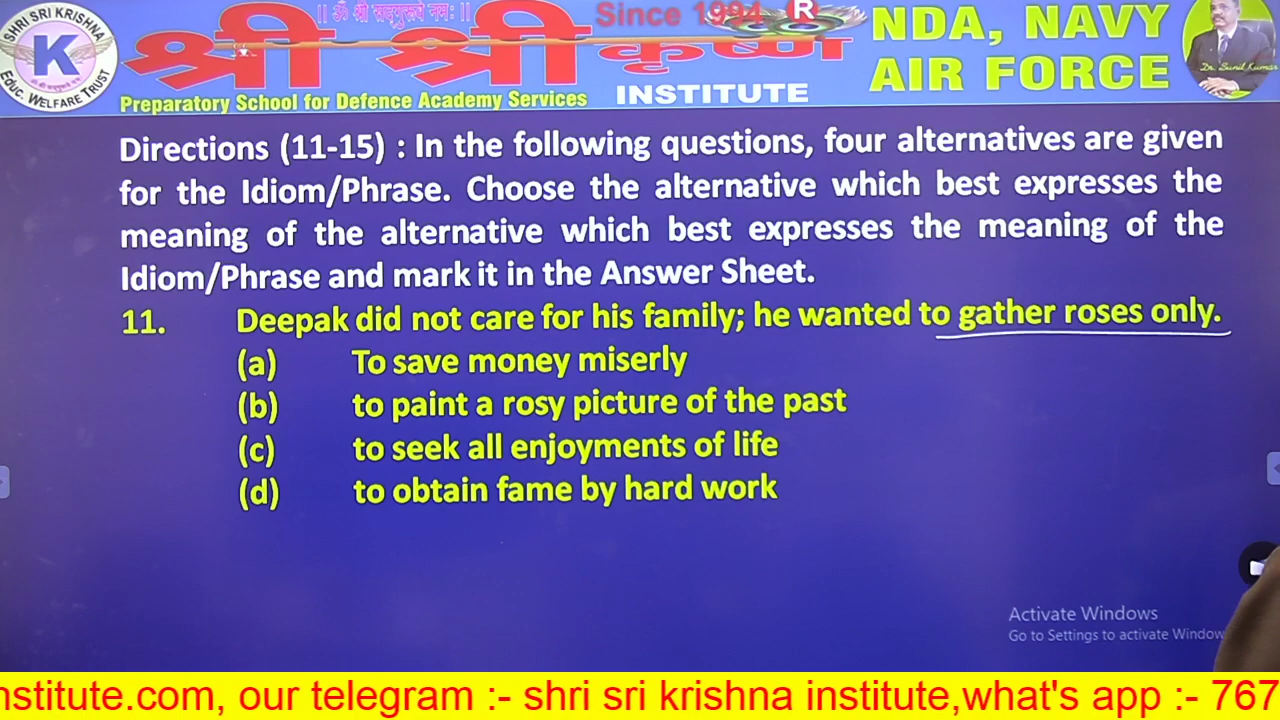 || ॐ श्री सद्गुरुवे नमः ||
Since 1994
R
SHRI SRI KRISHNA
K
Educ. WELFARE TRUST
श्री श्री कृष्णा
Preparatory School for Defence Academy Services
INSTITUTE
NDA, NAVY
AIR FORCE
Dr. Sunil Kumar
Directions (11-15) : In the following questions, four alternatives are given
for the Idiom/Phrase. Choose the alternative which best expresses the
meaning of the alternative which best expresses the meaning of the
Idiom/Phrase and mark it in the Answer Sheet.
11. Deepak did not care for his family; he wanted to gather roses only.
(a) To save money miserly
(b) to paint a rosy picture of the past
(c) to seek all enjoyments of life
(d) to obtain fame by hard work
Activate Windows
Go to Settings to activate Window
nstitute.com, our telegram :- shri sri krishna institute,what's app :- 767